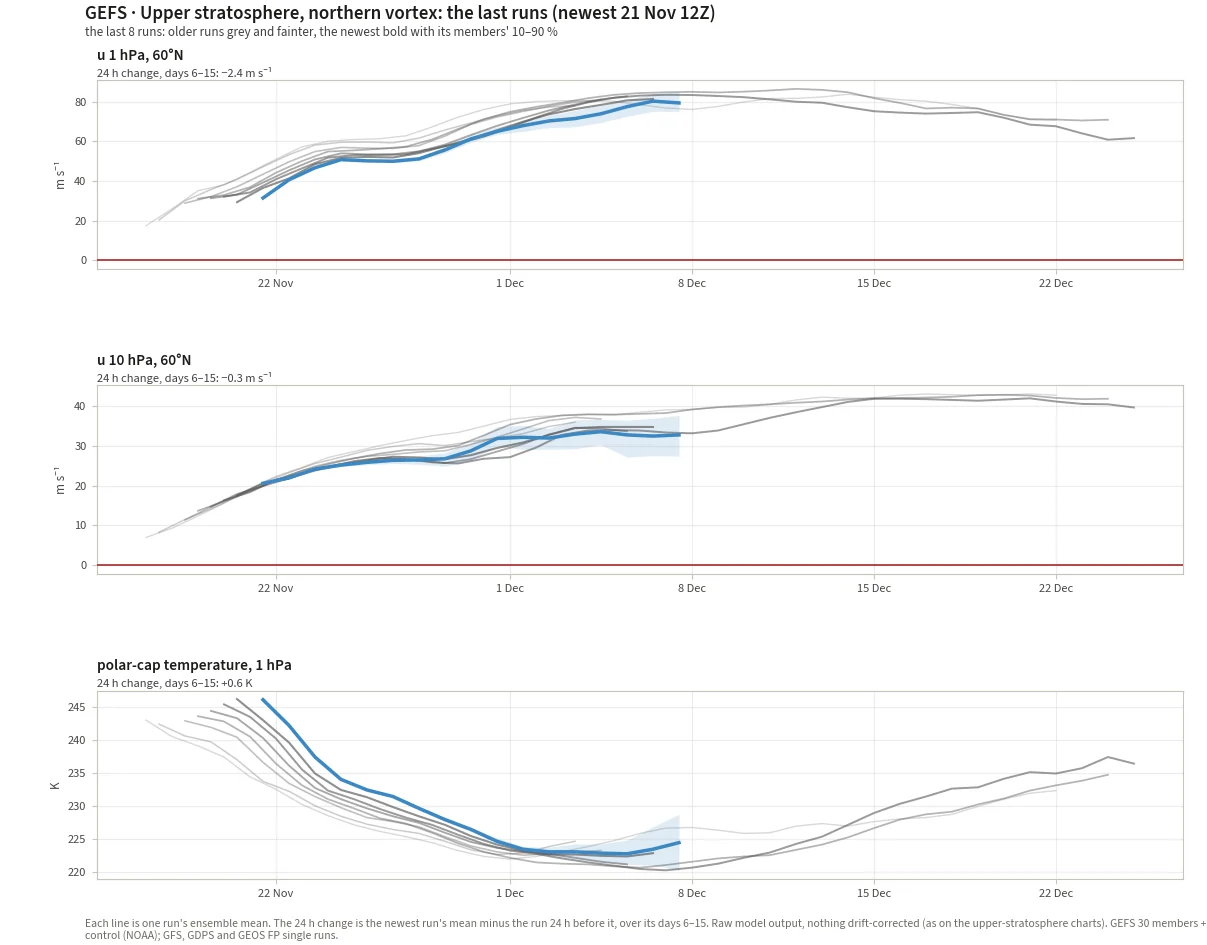 GEFS · Upper stratosphere, northern vortex: the last runs (newest 21 Nov 12Z)
the last 8 runs: older runs grey and fainter, the newest bold with its members' 10–90 %
u 1 hPa, 60°N
24 h change, days 6–15: −2.4 m s⁻¹
80
60
40
20
0
m s⁻¹
22 Nov
1 Dec
8 Dec
15 Dec
22 Dec
u 10 hPa, 60°N
24 h change, days 6–15: −0.3 m s⁻¹
40
30
20
10
0
m s⁻¹
22 Nov
1 Dec
8 Dec
15 Dec
22 Dec
polar-cap temperature, 1 hPa
24 h change, days 6–15: +0.6 K
245
240
235
230
225
220
K
22 Nov
1 Dec
8 Dec
15 Dec
22 Dec
Each line is one run's ensemble mean. The 24 h change is the newest run's mean minus the run 24 h before it, over its days 6–15. Raw model output, nothing drift-corrected (as on the upper-stratosphere charts). GEFS 30 members +
control (NOAA); GFS, GDPS and GEOS FP single runs.